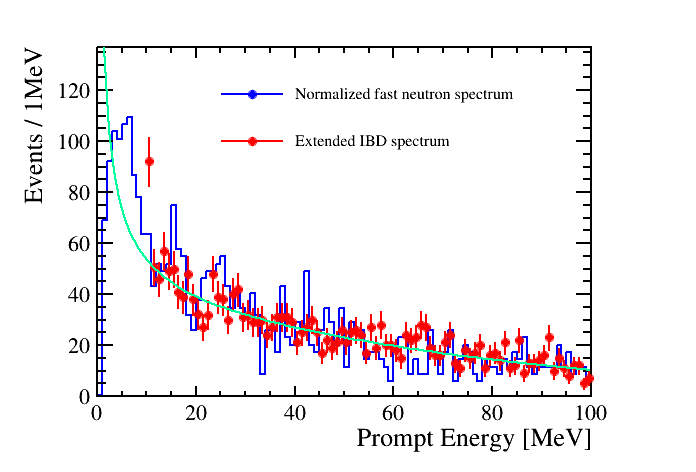 Events / 1MeV
120
100
80
60
40
20
0
Normalized fast neutron spectrum
Extended IBD spectrum
0 20 40 60 80 100
Prompt Energy [MeV]